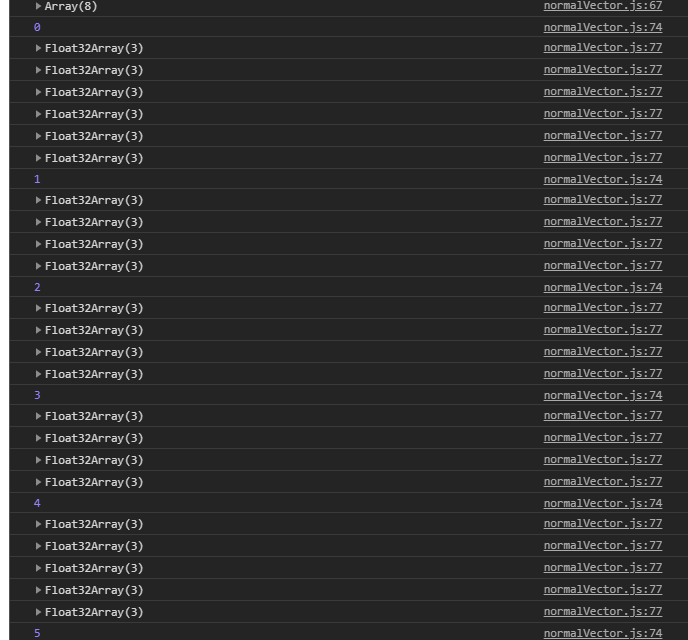 ▶Array(8) normalVector.js:67
0 normalVector.js:74
▶Float32Array(3) normalVector.js:77
▶Float32Array(3) normalVector.js:77
▶Float32Array(3) normalVector.js:77
▶Float32Array(3) normalVector.js:77
▶Float32Array(3) normalVector.js:77
▶Float32Array(3) normalVector.js:77
1 normalVector.js:74
▶Float32Array(3) normalVector.js:77
▶Float32Array(3) normalVector.js:77
▶Float32Array(3) normalVector.js:77
▶Float32Array(3) normalVector.js:77
2 normalVector.js:74
▶Float32Array(3) normalVector.js:77
▶Float32Array(3) normalVector.js:77
▶Float32Array(3) normalVector.js:77
▶Float32Array(3) normalVector.js:77
3 normalVector.js:74
▶Float32Array(3) normalVector.js:77
▶Float32Array(3) normalVector.js:77
▶Float32Array(3) normalVector.js:77
▶Float32Array(3) normalVector.js:77
4 normalVector.js:74
▶Float32Array(3) normalVector.js:77
▶Float32Array(3) normalVector.js:77
▶Float32Array(3) normalVector.js:77
▶Float32Array(3) normalVector.js:77
▶Float32Array(3) normalVector.js:77
5 normalVector.js:74